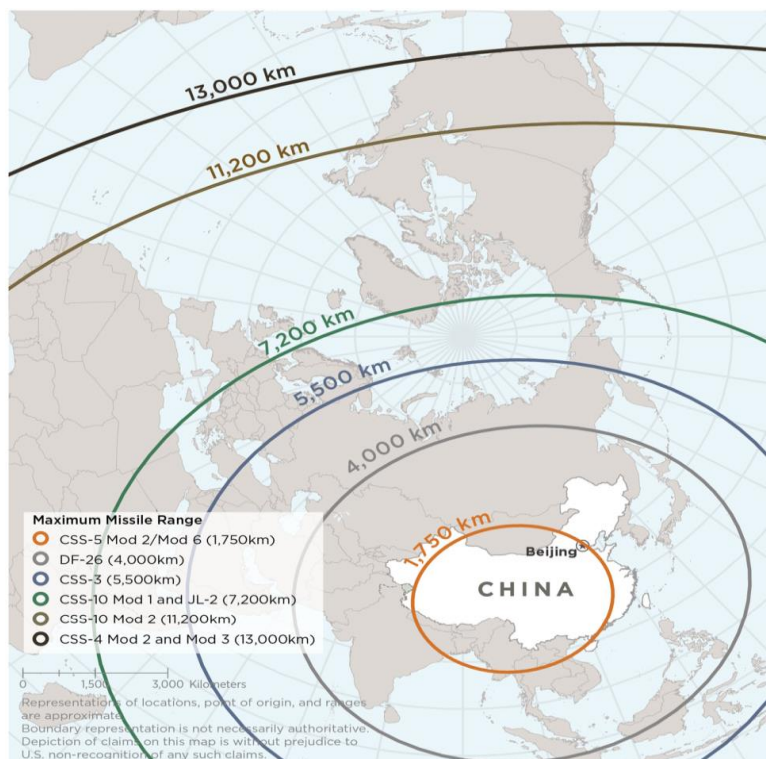 13,000 km
11,200 km
7,200 km
5,500 km
4,000 km
1,750 km
Beijing
CHINA
Maximum Missile Range
CSS-5 Mod 2/Mod 6 (1,750km)
DF-26 (4,000km)
CSS-3 (5,500km)
CSS-10 Mod 1 and JL-2 (7,200km)
CSS-10 Mod 2 (11,200km)
CSS-4 Mod 2 and Mod 3 (13,000km)
0 1,500 3,000 Kilometers
Representations of locations, point of origin, and ranges
are approximate.
Boundary representation is not necessarily authoritative.
Depiction of claims on this map is without prejudice to
U.S. non-recognition of any such claims.